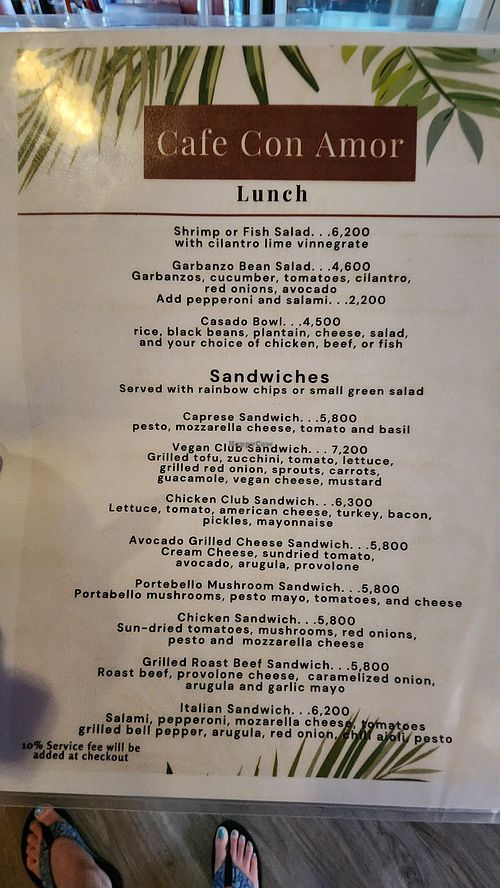 Cafe Con Amor
Lunch
Shrimp or Fish Salad. . .6,200
with cilantro lime vinnegrate
Garbanzo Bean Salad. . .4,600
Garbanzos, cucumber, tomatoes, cilantro,
red onions, avocado
Add pepperoni and salami. . .2,200
Casado Bowl. . .4,500
rice, black beans, plantain, cheese, salad,
and your choice of chicken, beef, or fish
Sandwiches
Served with rainbow chips or small green salad
Caprese Sandwich. . .5,800
pesto, mozzarella cheese, tomato and basil
HappyCow
Vegan Club Sandwich. . . 7,200
Grilled tofu, zucchini, tomato, lettuce,
grilled red onion, sprouts, carrots,
guacamole, vegan cheese, mustard
Chicken Club Sandwich. . .6,300
Lettuce, tomato, american cheese, turkey, bacon,
pickles, mayonnaise
Avocado Grilled Cheese Sandwich. . .5,800
Cream Cheese, sundried tomato,
avocado, arugula, provolone
Portebello Mushroom Sandwich. . .5,800
Portabello mushrooms, pesto mayo, tomatoes, and cheese
Chicken Sandwich. . .5,800
Sun-dried tomatoes, mushrooms, red onions,
pesto and mozzarella cheese
Grilled Roast Beef Sandwich. . .5,800
Roast beef, provolone cheese, caramelized onion,
arugula and garlic mayo
Italian Sandwich. . .6,200
Salami, pepperoni, mozarella cheese, tomatoes
grilled bell pepper, arugula, red onion, chili aioli, pesto
10% Service fee will be
added at checkout